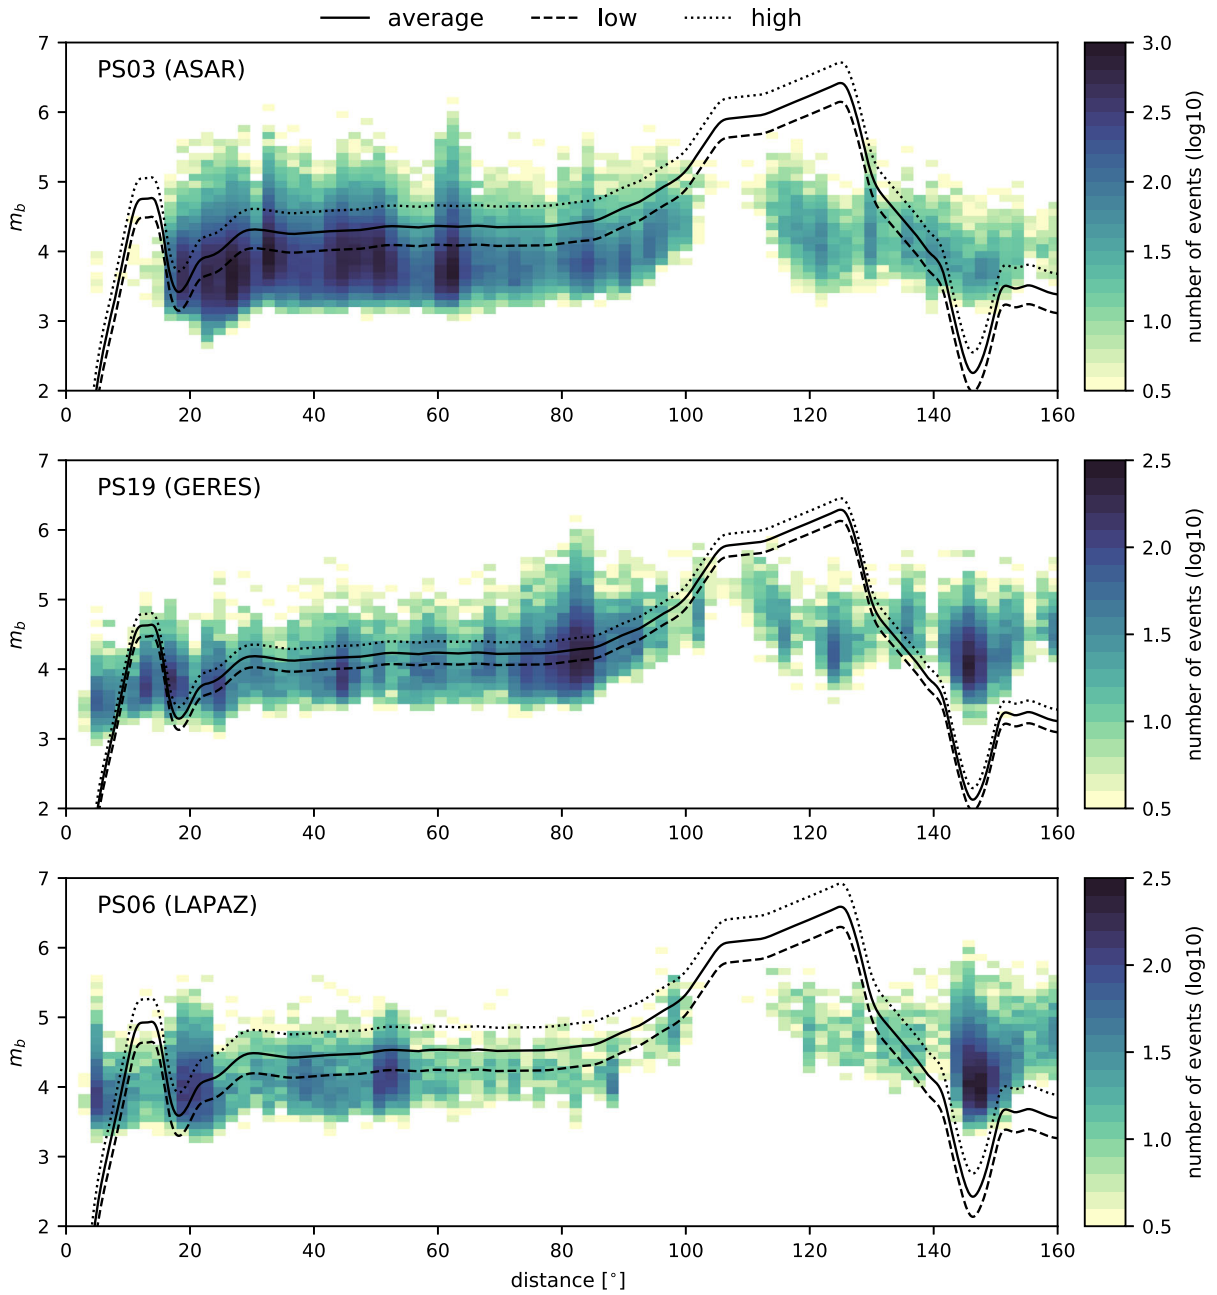 average low high
PS03 (ASAR)
7
6
5
4
3
2
m_b
0 20 40 60 80 100 120 140 160
3.0
2.5
2.0
1.5
1.0
0.5
number of events (log10)
PS19 (GERES)
7
6
5
4
3
2
m_b
0 20 40 60 80 100 120 140 160
2.5
2.0
1.5
1.0
0.5
number of events (log10)
PS06 (LAPAZ)
7
6
5
4
3
2
m_b
0 20 40 60 80 100 120 140 160
distance [°]
2.5
2.0
1.5
1.0
0.5
number of events (log10)